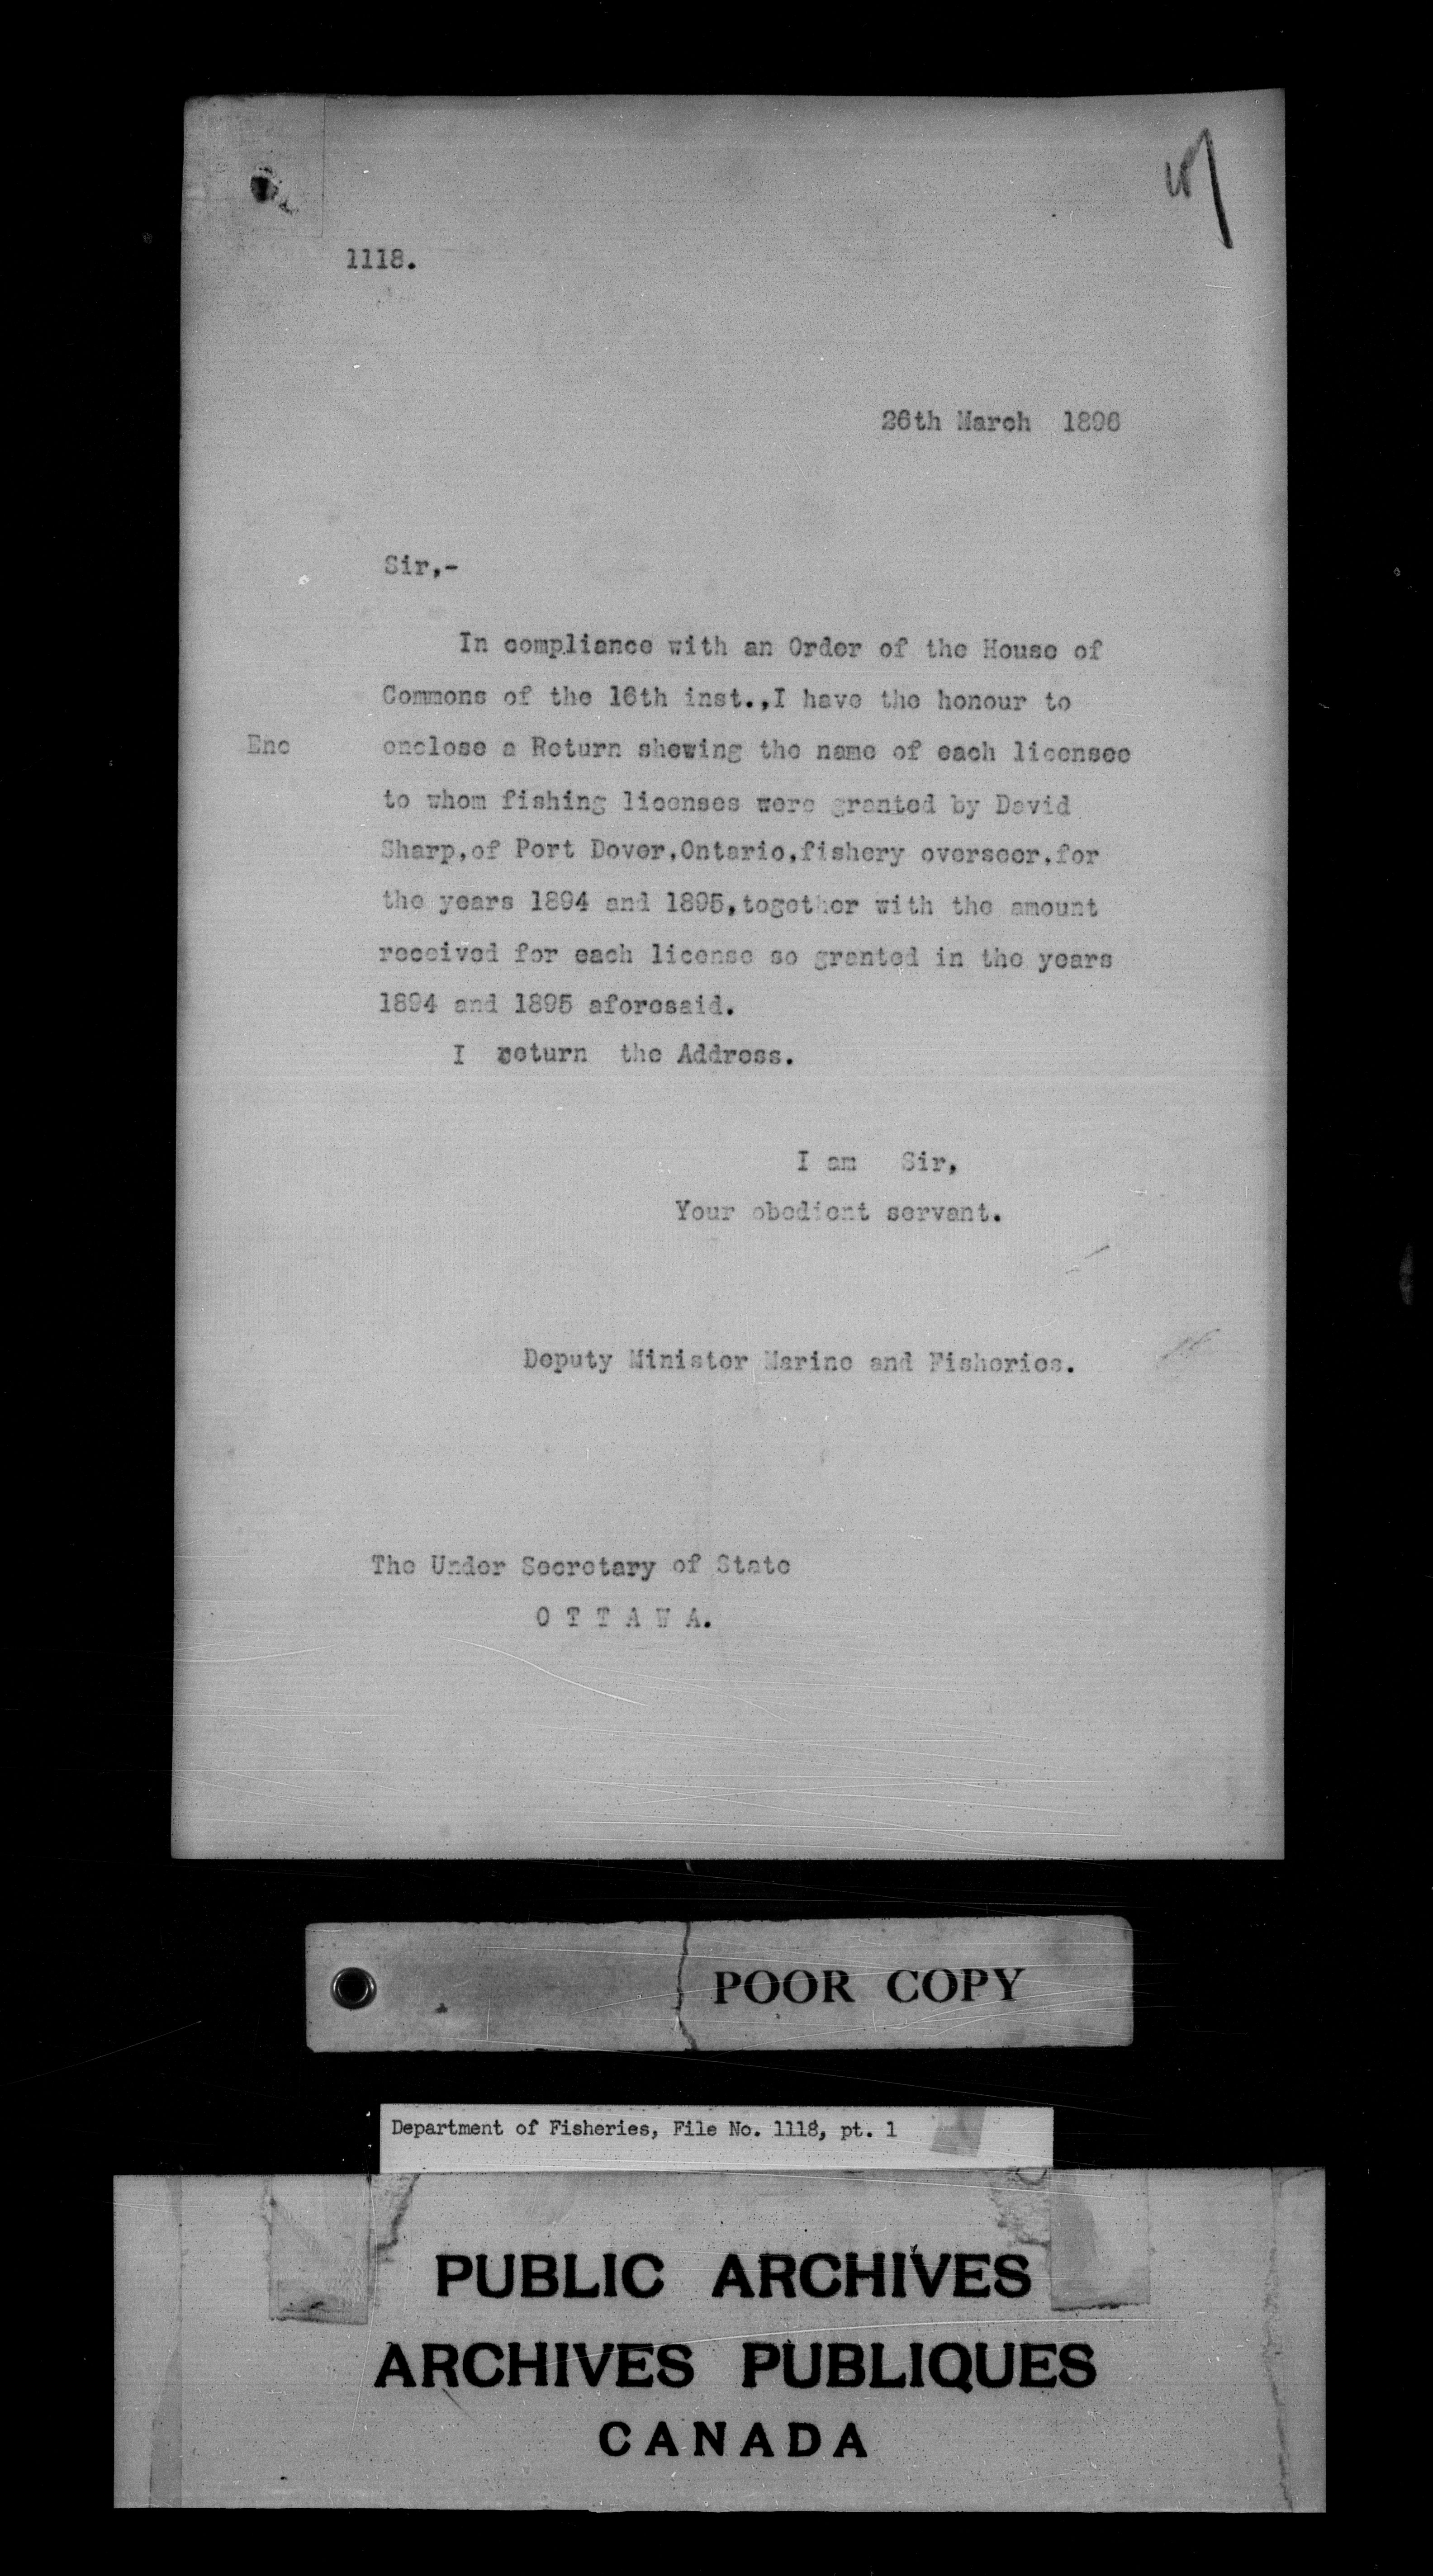 1118.
26th March 1896
Sir,-
In compliance with an Order of the House of
Commons of the 16th inst.,I have the honour to
Enc
enclose a Return shewing the name of each licensee
to whom fishing licenses were granted by David
Sharp,of Port Dover,Ontario,fishery overseer,for
the years 1894 and 1895,together with the amount
received for each license so granted in the years
1894 and 1895 aforesaid.
I return the Address.
I am Sir,
Your obedient servant.
Deputy Minister Marine and Fisheries.
The Under Secretary of State
O T T A W A.
POOR COPY
Department of Fisheries, File No. 1118, pt. 1
PUBLIC ARCHIVES
ARCHIVES PUBLIQUES
CANADA